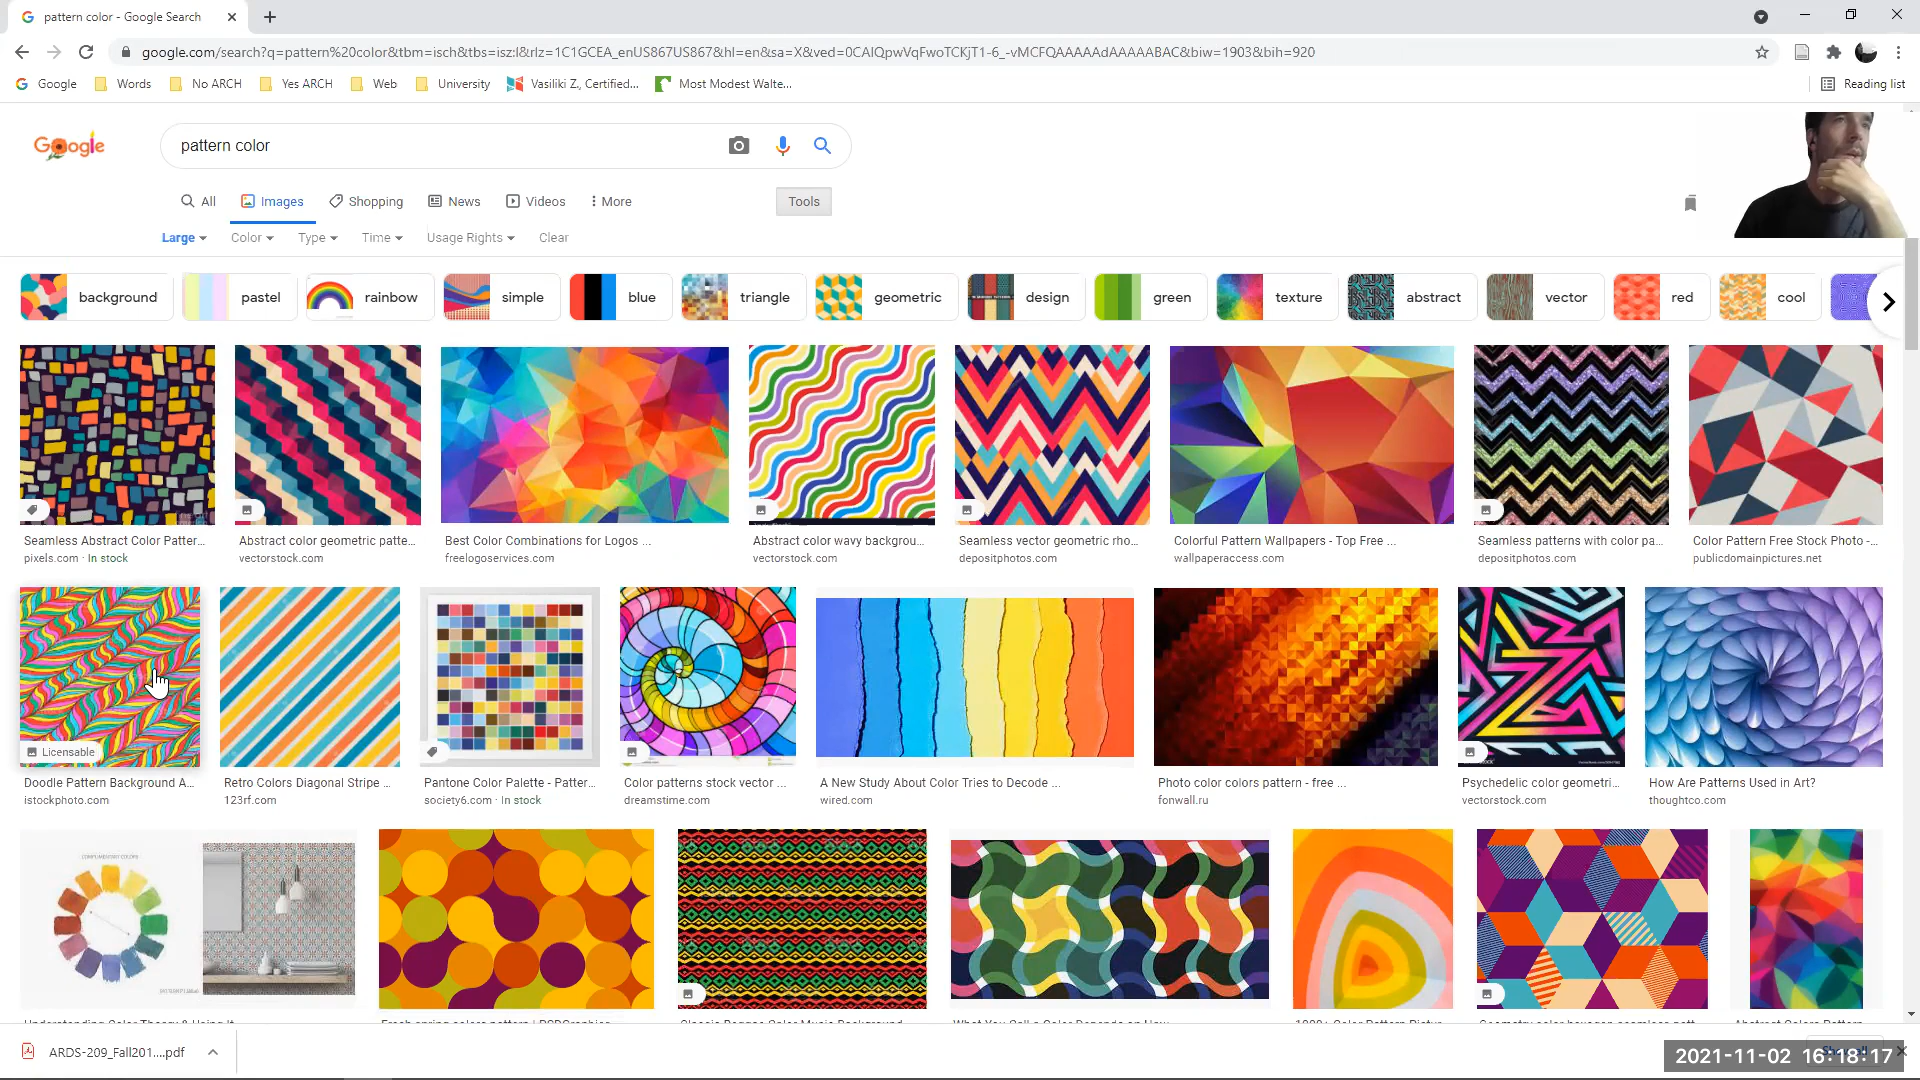 pattern color - Google Search
google.com/search?q=pattern%20color&tbm=isch&tbs=isz:l&rlz=1C1GCEA_enUS867US867&hl=en&sa=X&ved=0CAIQpwVqFwoTCKjT1-6_-vMCFQAAAAAdAAAAABAC&biw=1903&bih=920
Google Words No ARCH Yes ARCH Web University Vasiliki Z., Certified... Most Modest Walte... Reading list
Google
pattern color
All Images Shopping News Videos More Tools
Large Color Type Time Usage Rights Clear
background pastel rainbow simple blue triangle geometric design green texture abstract vector red cool
Seamless Abstract Color Patter... Abstract color geometric patte... Best Color Combinations for Logos ... Abstract color wavy backgrou... Seamless vector geometric rho... Colorful Pattern Wallpapers - Top Free ... Seamless patterns with color pa... Color Pattern Free Stock Photo -...
pixels.com · In stock vectorstock.com freelogoservices.com vectorstock.com depositphotos.com wallpaperaccess.com depositphotos.com publicdomainpictures.net
Licensable
Doodle Pattern Background A... Retro Colors Diagonal Stripe ... Pantone Color Palette - Patter... Color patterns stock vector ... A New Study About Color Tries to Decode ... Photo color colors pattern - free ... Psychedelic color geometri... How Are Patterns Used in Art?
istockphoto.com 123rf.com society6.com · In stock dreamstime.com wired.com fonwall.ru vectorstock.com thoughtco.com
ARDS-209_Fall201....pdf
2021-11-02 16:18:17